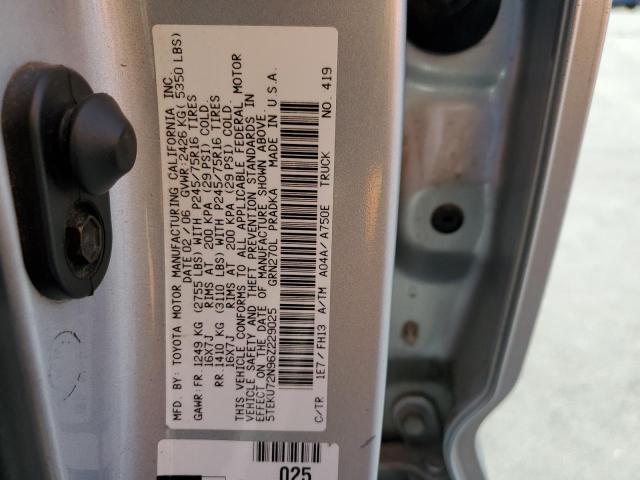 MFD. BY: TOYOTA MOTOR MANUFACTURING CALIFORNIA, INC.
DATE 02/06 GVWR: 2426 KG ( 5350 LBS)
GAWR: FR. 1249 KG (2755 LBS) WITH P245/75R16 TIRES
16X7J RIMS AT 200 KPA (29 PSI) COLD.
RR. 1410 KG (3110 LBS) WITH P245/75R16 TIRES
16X7J RIMS AT 200 KPA (29 PSI) COLD.
THIS VEHICLE CONFORMS TO ALL APPLICABLE FEDERAL MOTOR
VEHICLE SAFETY AND THEFT PREVENTION STANDARDS IN
EFFECT ON THE DATE OF MANUFACTURE SHOWN ABOVE.
5TEKU72N96Z229025 GRN270L PRADKA MADE IN U.S.A.
C/TR 1E7/FH13 A/TM A04A/A750E TRUCK NO. 419
025